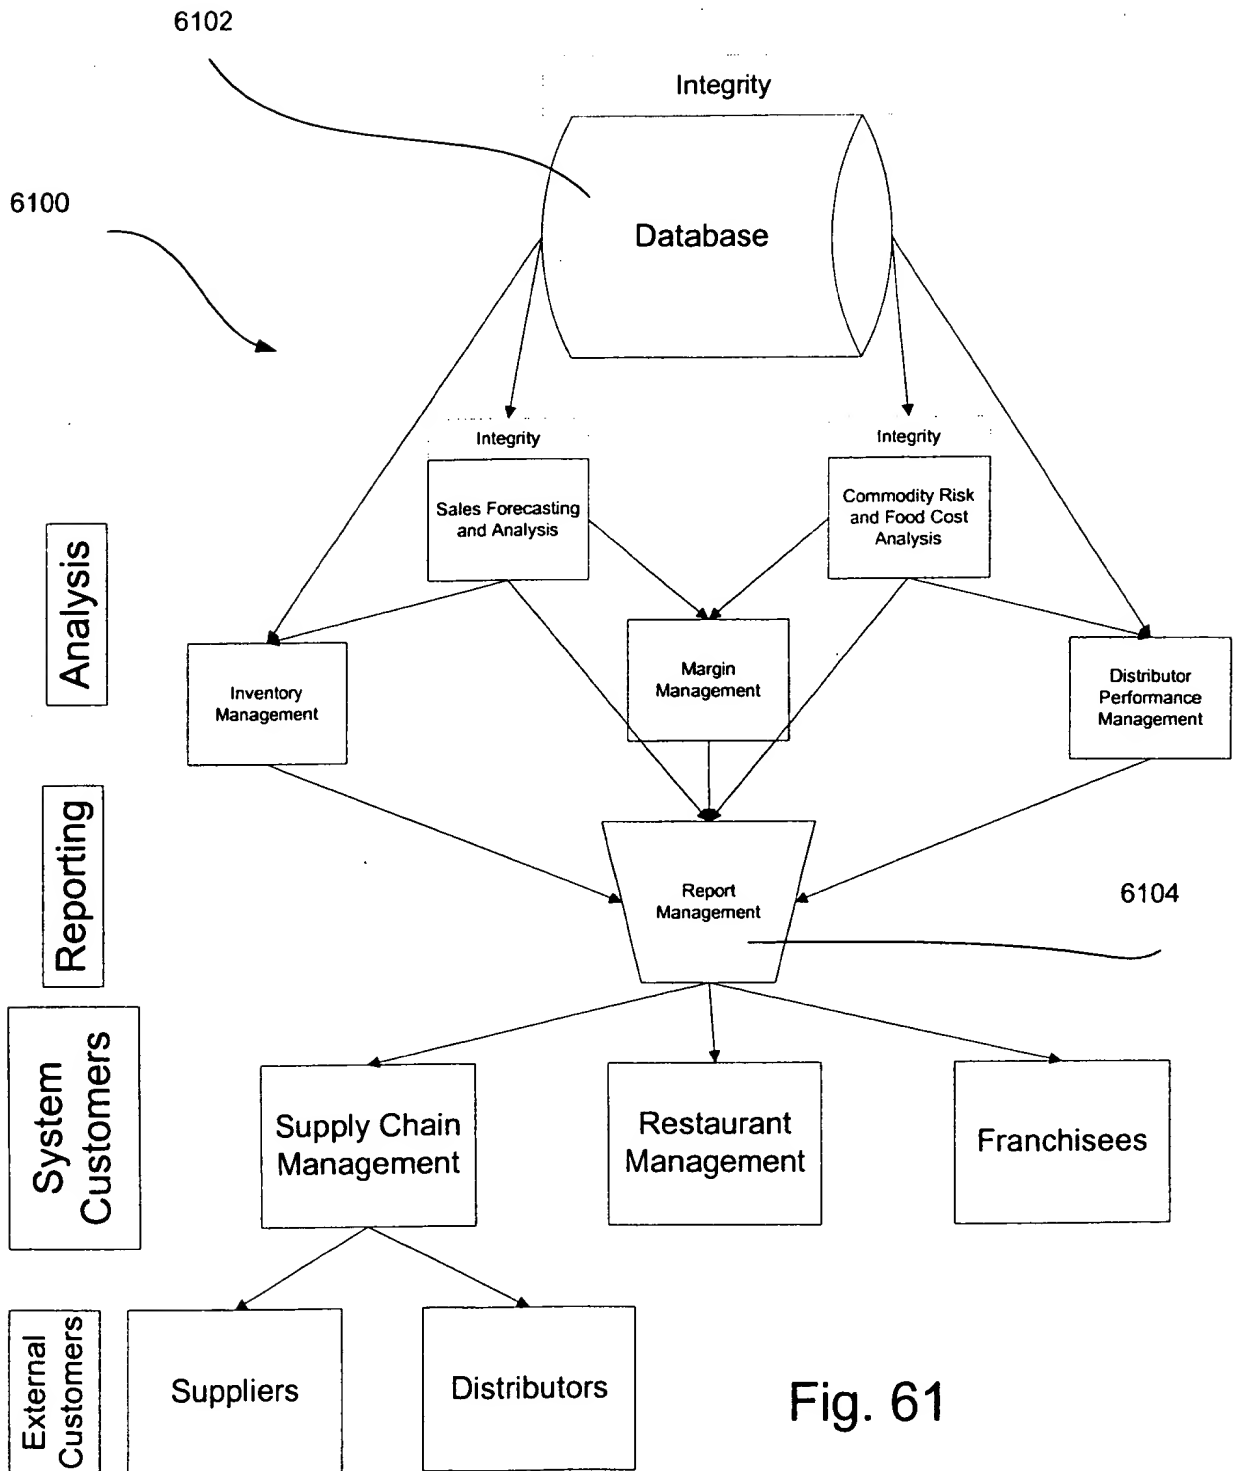 6102
Integrity
6100
Database
Integrity
Integrity
Sales Forecasting
and Analysis
Commodity Risk
and Food Cost
Analysis
Analysis
Inventory
Management
Margin
Management
Distributor
Performance
Management
Reporting
Report
Management
6104
System
Customers
Supply Chain
Management
Restaurant
Management
Franchisees
External
Customers
Suppliers
Distributors
Fig. 61